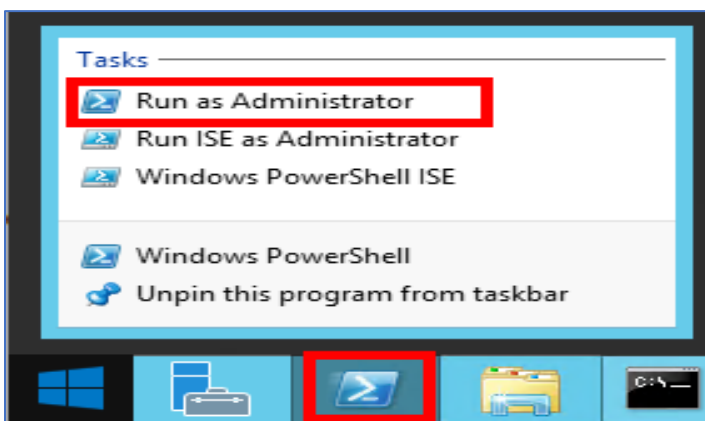 Tasks
Run as Administrator
Run ISE as Administrator
Windows PowerShell ISE
Windows PowerShell
Unpin this program from taskbar
C:\